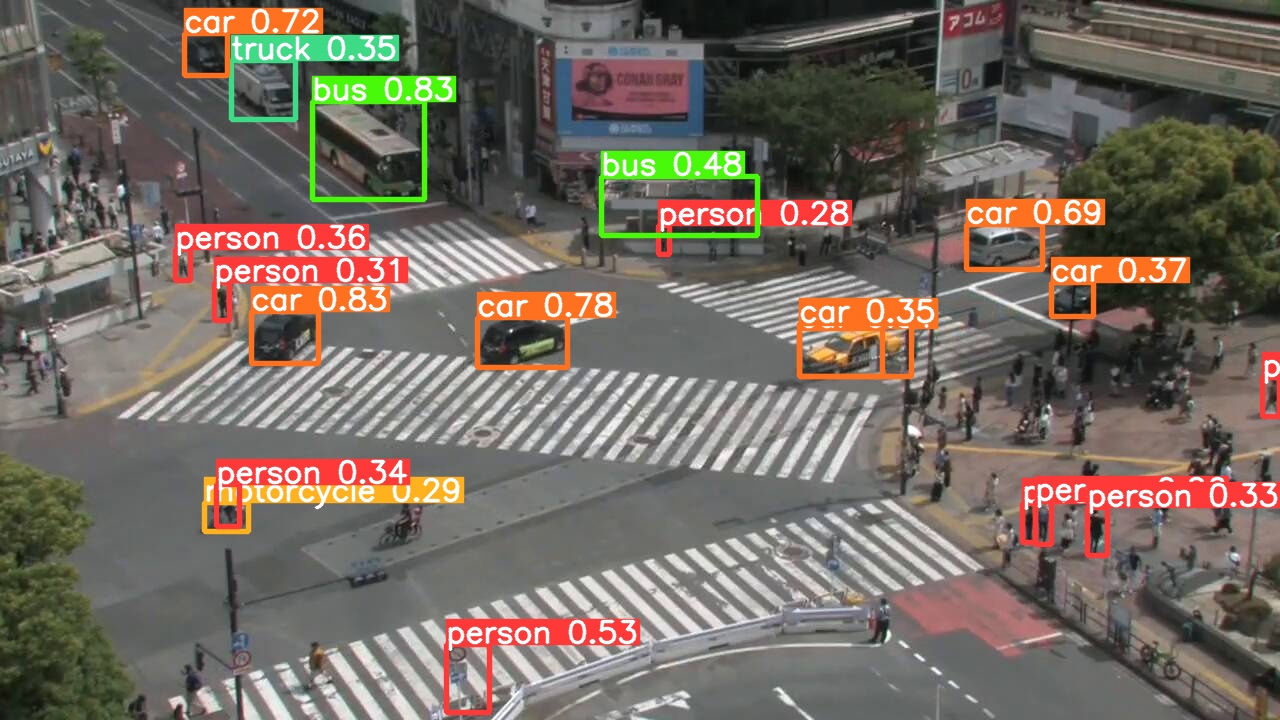 car 0.72
truck 0.35
bus 0.83
アコム
CONAN GRAY
bus 0.48
TSUTAYA
person 0.28
car 0.69
person 0.36
person 0.31
car 0.37
car 0.83
car 0.78
car 0.35
person 0.34
motorcycle 0.29
person 0.33
person 0.53